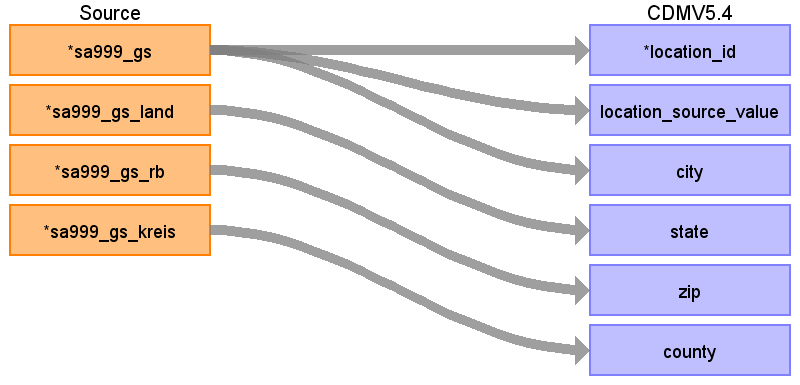 Source
CDMV5.4
*sa999_gs
*location_id
*sa999_gs_land
location_source_value
*sa999_gs_rb
city
*sa999_gs_kreis
state
zip
county